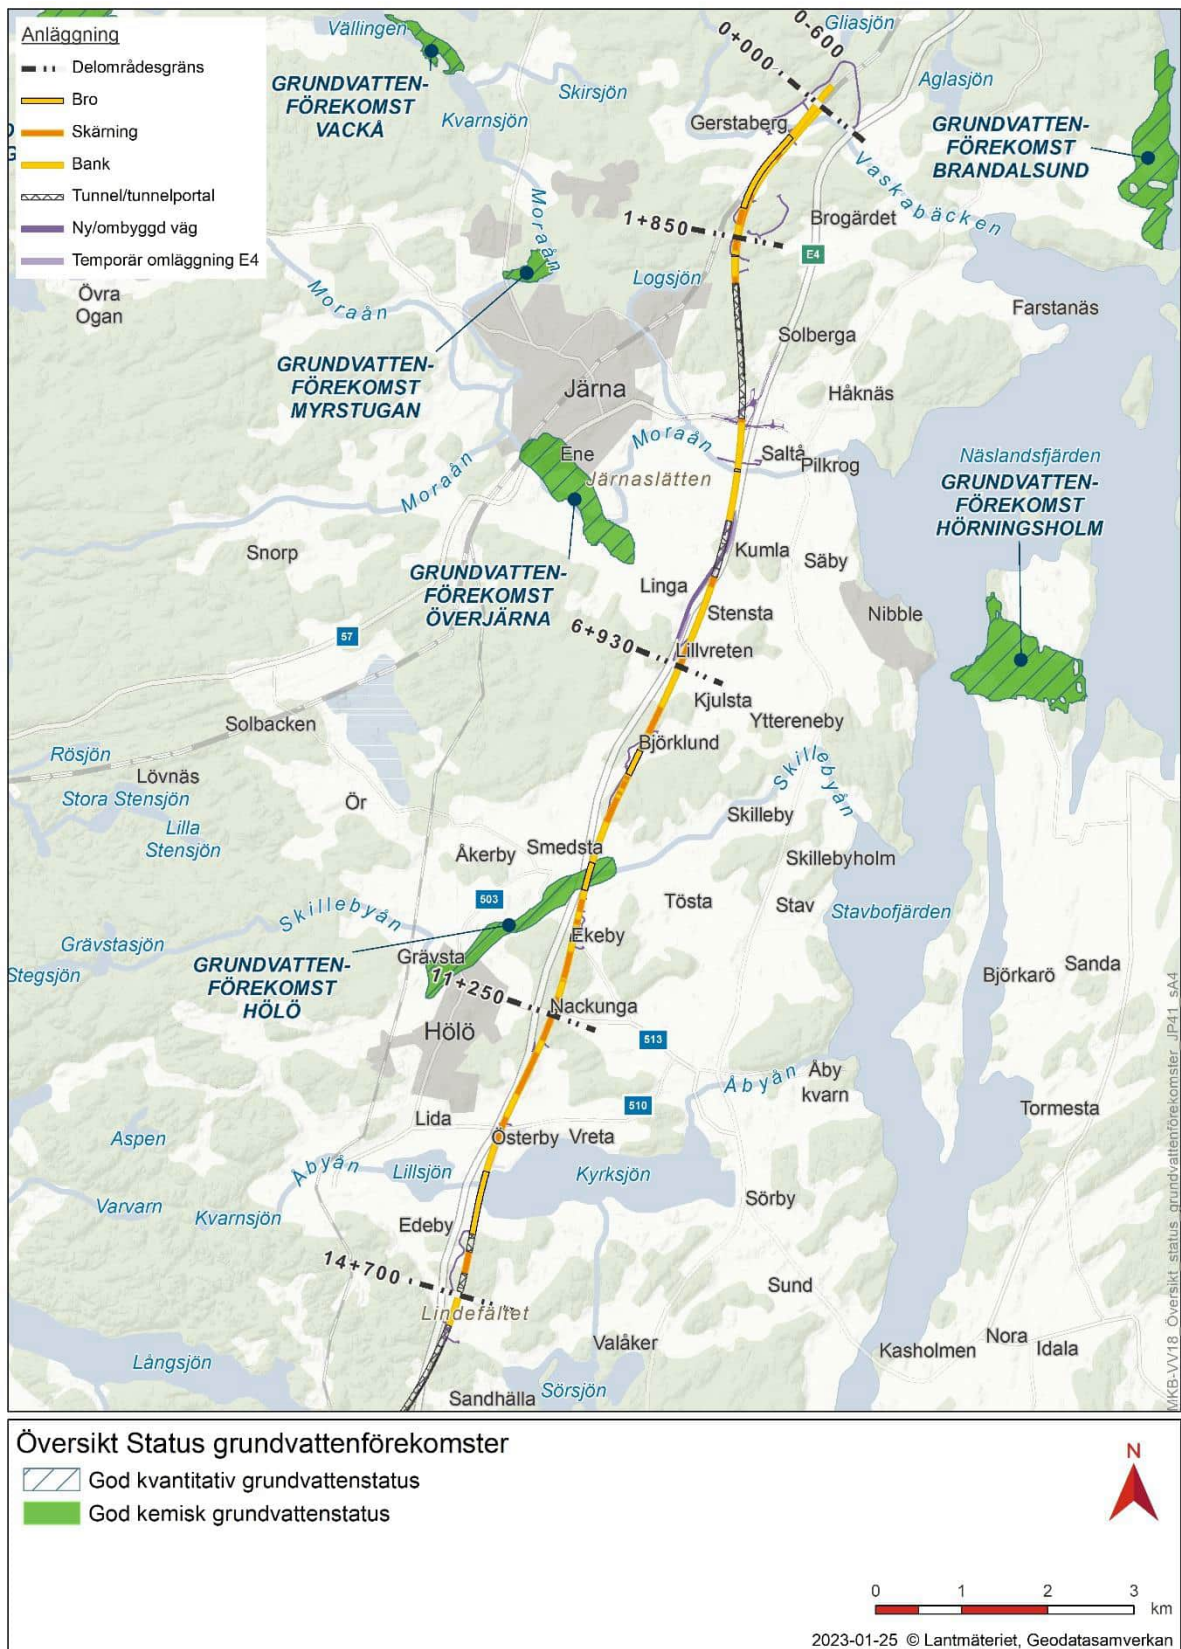 Anläggning
Delområdesgräns
Bro
Skärning
Bank
Tunnel/tunnelportal
Ny/ombyggd väg
Temporär omläggning E4
Vällingen
GRUNDVATTEN-
FÖREKOMST
VACKÅ
Skirsjön
Kvarnsjön
0-600
0+000
Gliasjön
Aglasjön
Gerstaberg
GRUNDVATTEN-
FÖREKOMST
BRANDALSUND
Vaskabäcken
Moraån
1+850
Brogärdet
E4
Logsjön
Övra
Ogan
Moraån
Farstanäs
Solberga
GRUNDVATTEN-
FÖREKOMST
MYRSTUGAN
Järna
Håknäs
Moraån
Ene
Saltå
Pilkrog
Järnaslätten
Moraån
Näslandsfjärden
GRUNDVATTEN-
FÖREKOMST
HÖRNINGSHOLM
Snorp
Kumla
Säby
GRUNDVATTEN-
FÖREKOMST
ÖVERJÄRNA
Linga
Stensta
Nibble
57
6+930
Lillvreten
Kjulsta
Yttereneby
Solbacken
Björklund
Rösjön
Lövnäs
Stora Stensjön
Lilla
Stensjön
Ör
Skillebyån
Skilleby
Smedsta
Åkerby
Skillebyholm
503
Tösta
Stav
Stavbofjärden
Skillebyån
Ekeby
Grävstasjön
Stegsjön
Grävsta
GRUNDVATTEN-
FÖREKOMST
HÖLÖ
11+250
Björkarö
Sanda
Nackunga
Hölö
513
Åbyån
Åby
kvarn
510
Tormesta
Lida
Österby
Vreta
Aspen
Åbyån
Lillsjön
Kyrksjön
Varvarn
Kvarnsjön
Sörby
Edeby
14+700
Sund
Lindefältet
Valåker
Nora
Idala
Kasholmen
Långsjön
Sandhälla
Sörsjön
MKB-VV18_Översikt_status_grundvattenförekomster_JP41_sA4
Översikt Status grundvattenförekomster
God kvantitativ grundvattenstatus
God kemisk grundvattenstatus
N
0 1 2 3
km
2023-01-25 © Lantmäteriet, Geodatasamverkan